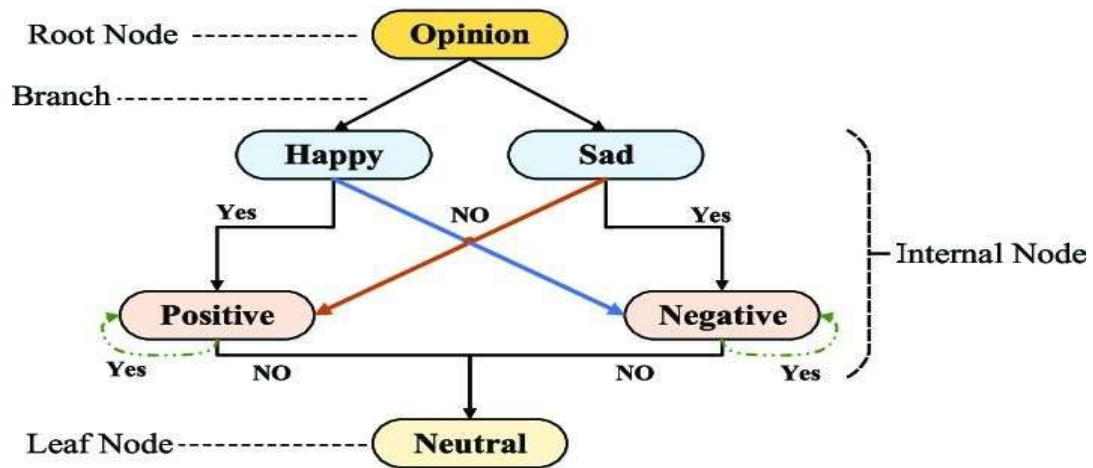 Root Node
Opinion
Branch
Happy
Sad
Yes
NO
Yes
Internal Node
Positive
Negative
Yes
NO
NO
Yes
Leaf Node
Neutral